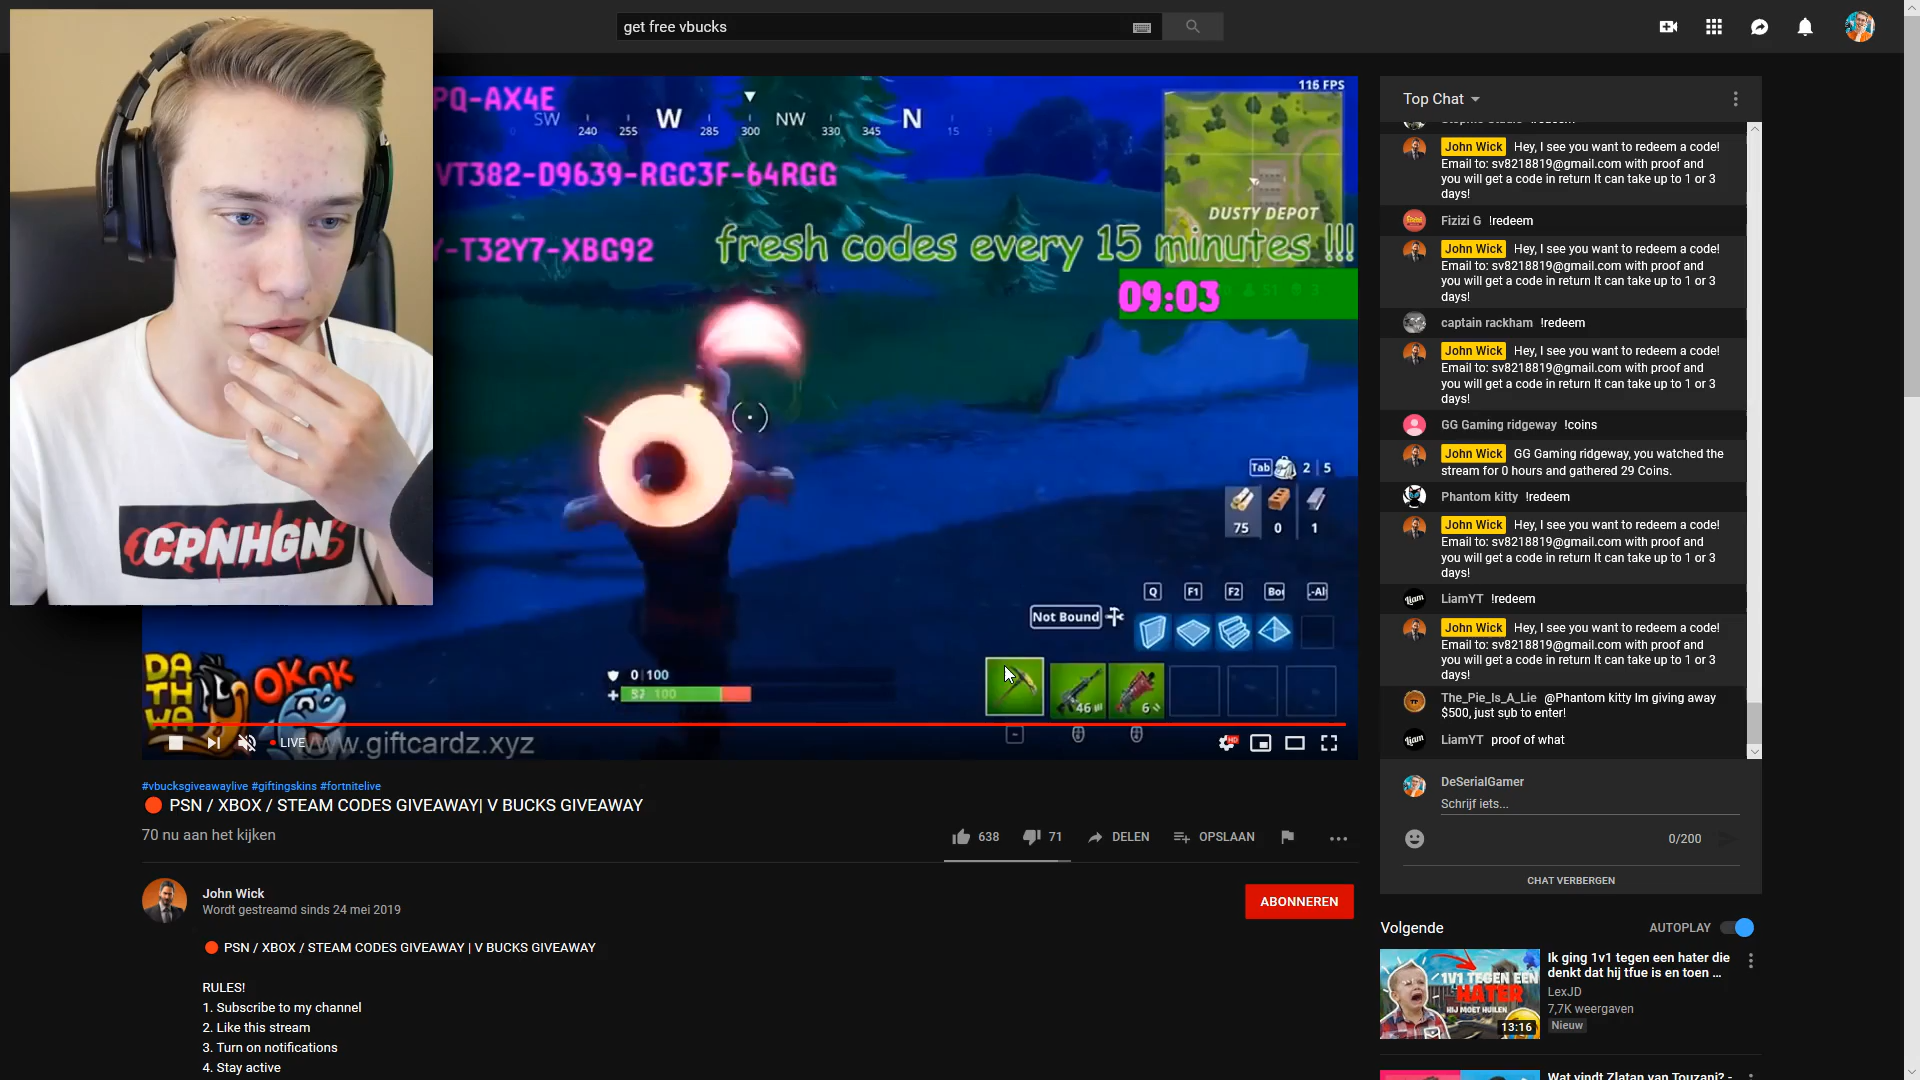 get free vbucks
116 FPS
PQ-AX4E
SW 240 255 W 285 300 NW 330 345 N 15
VT382-D9639-RGC3F-64RGG
DUSTY DEPOT
Y-T32Y7-XBG92
fresh codes every 15 minutes !!!
09:03
CPNHGN
Tab 2 | 5
75 0 1
Q F1 F2
Not Bound
0 | 100
100
46 6
DA
TH
WA
OK OK
LIVE
www.giftcardz.xyz
#vbucksgiveawaylive #giftingskins #fortnitelive
PSN / XBOX / STEAM CODES GIVEAWAY| V BUCKS GIVEAWAY
70 nu aan het kijken
638
71
DELEN
OPSLAAN
John Wick
Wordt gestreamd sinds 24 mei 2019
ABONNEREN
PSN / XBOX / STEAM CODES GIVEAWAY | V BUCKS GIVEAWAY
RULES!
1. Subscribe to my channel
2. Like this stream
3. Turn on notifications
4. Stay active
Top Chat
John Wick Hey, I see you want to redeem a code!
Email to: sv8218819@gmail.com with proof and
you will get a code in return It can take up to 1 or 3
days!
Fizizi G !redeem
John Wick Hey, I see you want to redeem a code!
Email to: sv8218819@gmail.com with proof and
you will get a code in return It can take up to 1 or 3
days!
captain rackham !redeem
John Wick Hey, I see you want to redeem a code!
Email to: sv8218819@gmail.com with proof and
you will get a code in return It can take up to 1 or 3
days!
GG Gaming ridgeway !coins
John Wick GG Gaming ridgeway, you watched the
stream for 0 hours and gathered 29 Coins.
Phantom kitty !redeem
John Wick Hey, I see you want to redeem a code!
Email to: sv8218819@gmail.com with proof and
you will get a code in return It can take up to 1 or 3
days!
LiamYT !redeem
John Wick Hey, I see you want to redeem a code!
Email to: sv8218819@gmail.com with proof and
you will get a code in return It can take up to 1 or 3
days!
The_Pie_Is_A_Lie @Phantom kitty Im giving away
$500, just sub to enter!
LiamYT proof of what
DeSerialGamer
Schrijf iets...
0/200
CHAT VERBERGEN
Volgende
AUTOPLAY
1V1 TEGEN EEN
HATER
HIJ MOET HUILEN
13:16
Ik ging 1v1 tegen een hater die
denkt dat hij tfue is en toen ...
LexJD
7,7K weergaven
Nieuw
Wat vindt Zlatan van Touzani? -